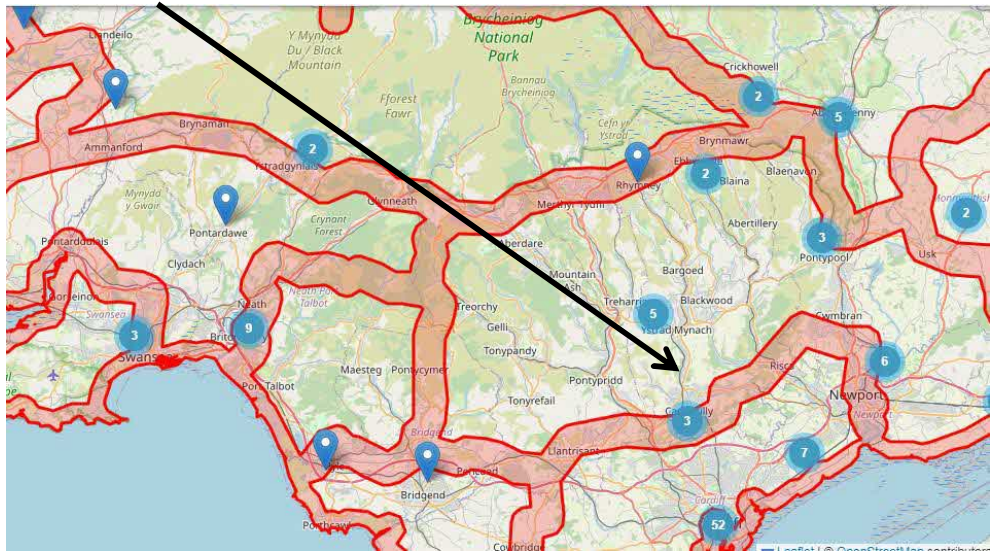 Llandeilo
Y Mynydd
Du / Black
Mountain
Brycheiniog
National
Park
Crickhowell
2
Bannau
Brycheiniog
Fforest
Fawr
Cefn yr
Ystrad
5
Brynaman
2
Ammanford
Ystradgynlais
Brynmawr
2
Blaina
Blaenavon
Rhymney
Merthyr Tydfil
Glynneath
Mynydd
y Gwair
Crynant
Forest
Pontardawe
Abertillery
2
3
Pontypool
Usk
Pontarddulais
Clydach
Aberdare
Mountain
Ash
Bargoed
Gorseinon
Swansea
Neath
Neath Port
Talbot
Treorchy
Treharris
Blackwood
5
Ystrad Mynach
Cwmbran
3
Swansea
9
Gelli
Tonypandy
Port Talbot
Maesteg
Pontycymer
Pontypridd
Risca
6
Newport
Newport
Tonyrefail
3
Bridgend
Llantrisant
7
Pencoed
Bridgend
Cardiff
52
Porthcawl
Cowbridge
Leaflet | © OpenStreetMap contributors